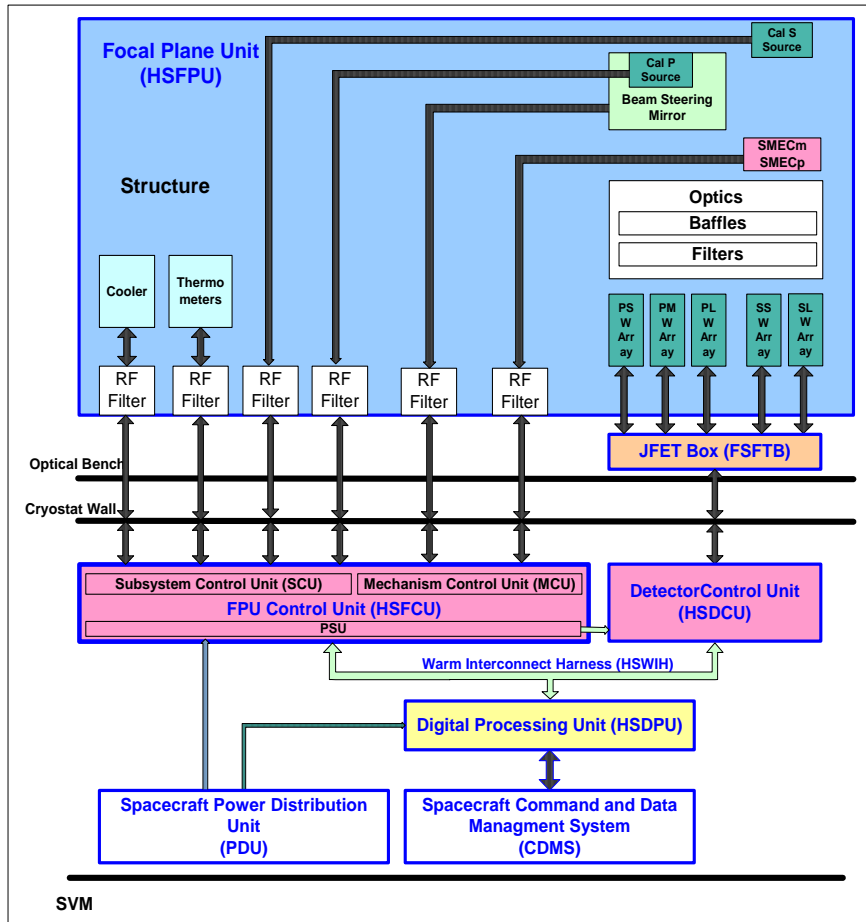 Focal Plane Unit
(HSFPU)
Cal S
Source
Cal P
Source
Beam Steering
Mirror
SMECm
SMECp
Structure
Optics
Baffles
Filters
Cooler
Thermo
meters
PS
W
Arr
ay
PM
W
Arr
ay
PL
W
Arr
ay
SS
W
Arr
ay
SL
W
Arr
ay
RF
Filter
RF
Filter
RF
Filter
RF
Filter
RF
Filter
RF
Filter
JFET Box (FSFTB)
Optical Bench
Cryostat Wall
Subsystem Control Unit (SCU)
Mechanism Control Unit (MCU)
FPU Control Unit (HSFCU)
PSU
DetectorControl Unit
(HSDCU)
Warm Interconnect Harness (HSWIH)
Digital Processing Unit (HSDPU)
Spacecraft Power Distribution
Unit
(PDU)
Spacecraft Command and Data
Managment System
(CDMS)
SVM